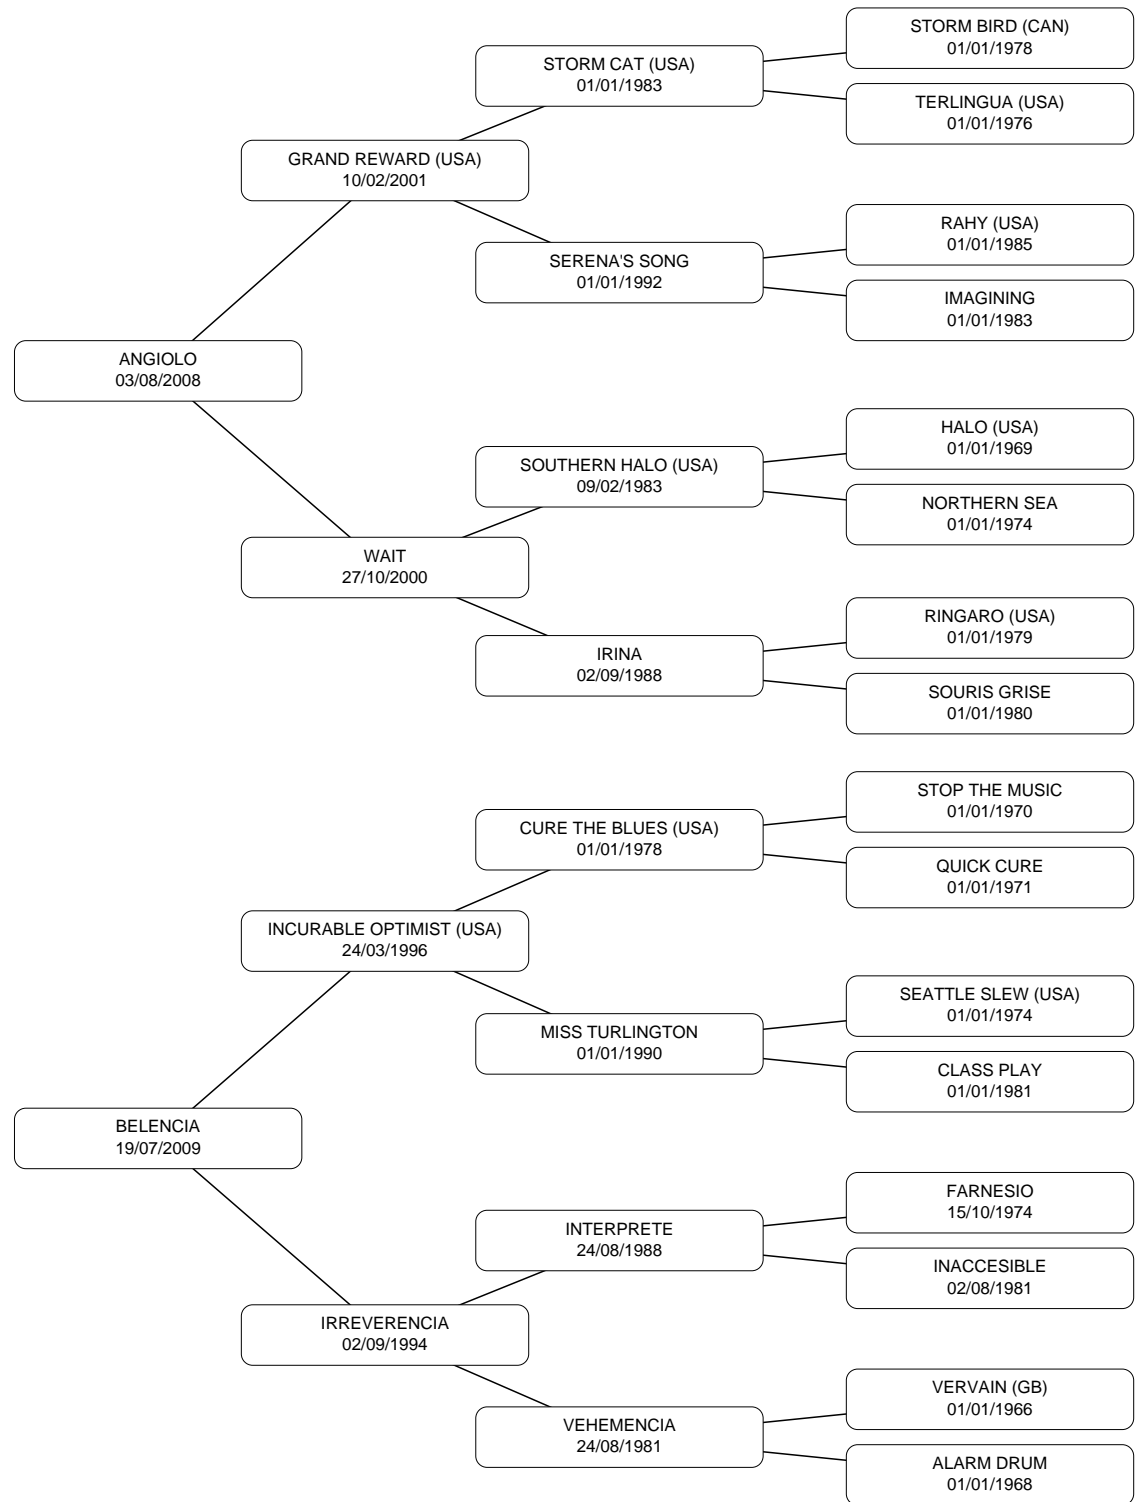 STORM BIRD (CAN)
01/01/1978
STORM CAT (USA)
01/01/1983
TERLINGUA (USA)
01/01/1976
GRAND REWARD (USA)
10/02/2001
RAHY (USA)
01/01/1985
SERENA'S SONG
01/01/1992
IMAGINING
01/01/1983
ANGIOLO
03/08/2008
HALO (USA)
01/01/1969
SOUTHERN HALO (USA)
09/02/1983
NORTHERN SEA
01/01/1974
WAIT
27/10/2000
RINGARO (USA)
01/01/1979
IRINA
02/09/1988
SOURIS GRISE
01/01/1980
STOP THE MUSIC
01/01/1970
CURE THE BLUES (USA)
01/01/1978
QUICK CURE
01/01/1971
INCURABLE OPTIMIST (USA)
24/03/1996
SEATTLE SLEW (USA)
01/01/1974
MISS TURLINGTON
01/01/1990
CLASS PLAY
01/01/1981
BELENCIA
19/07/2009
FARNESIO
15/10/1974
INTERPRETE
24/08/1988
INACCESIBLE
02/08/1981
IRREVERENCIA
02/09/1994
VERVAIN (GB)
01/01/1966
VEHEMENCIA
24/08/1981
ALARM DRUM
01/01/1968